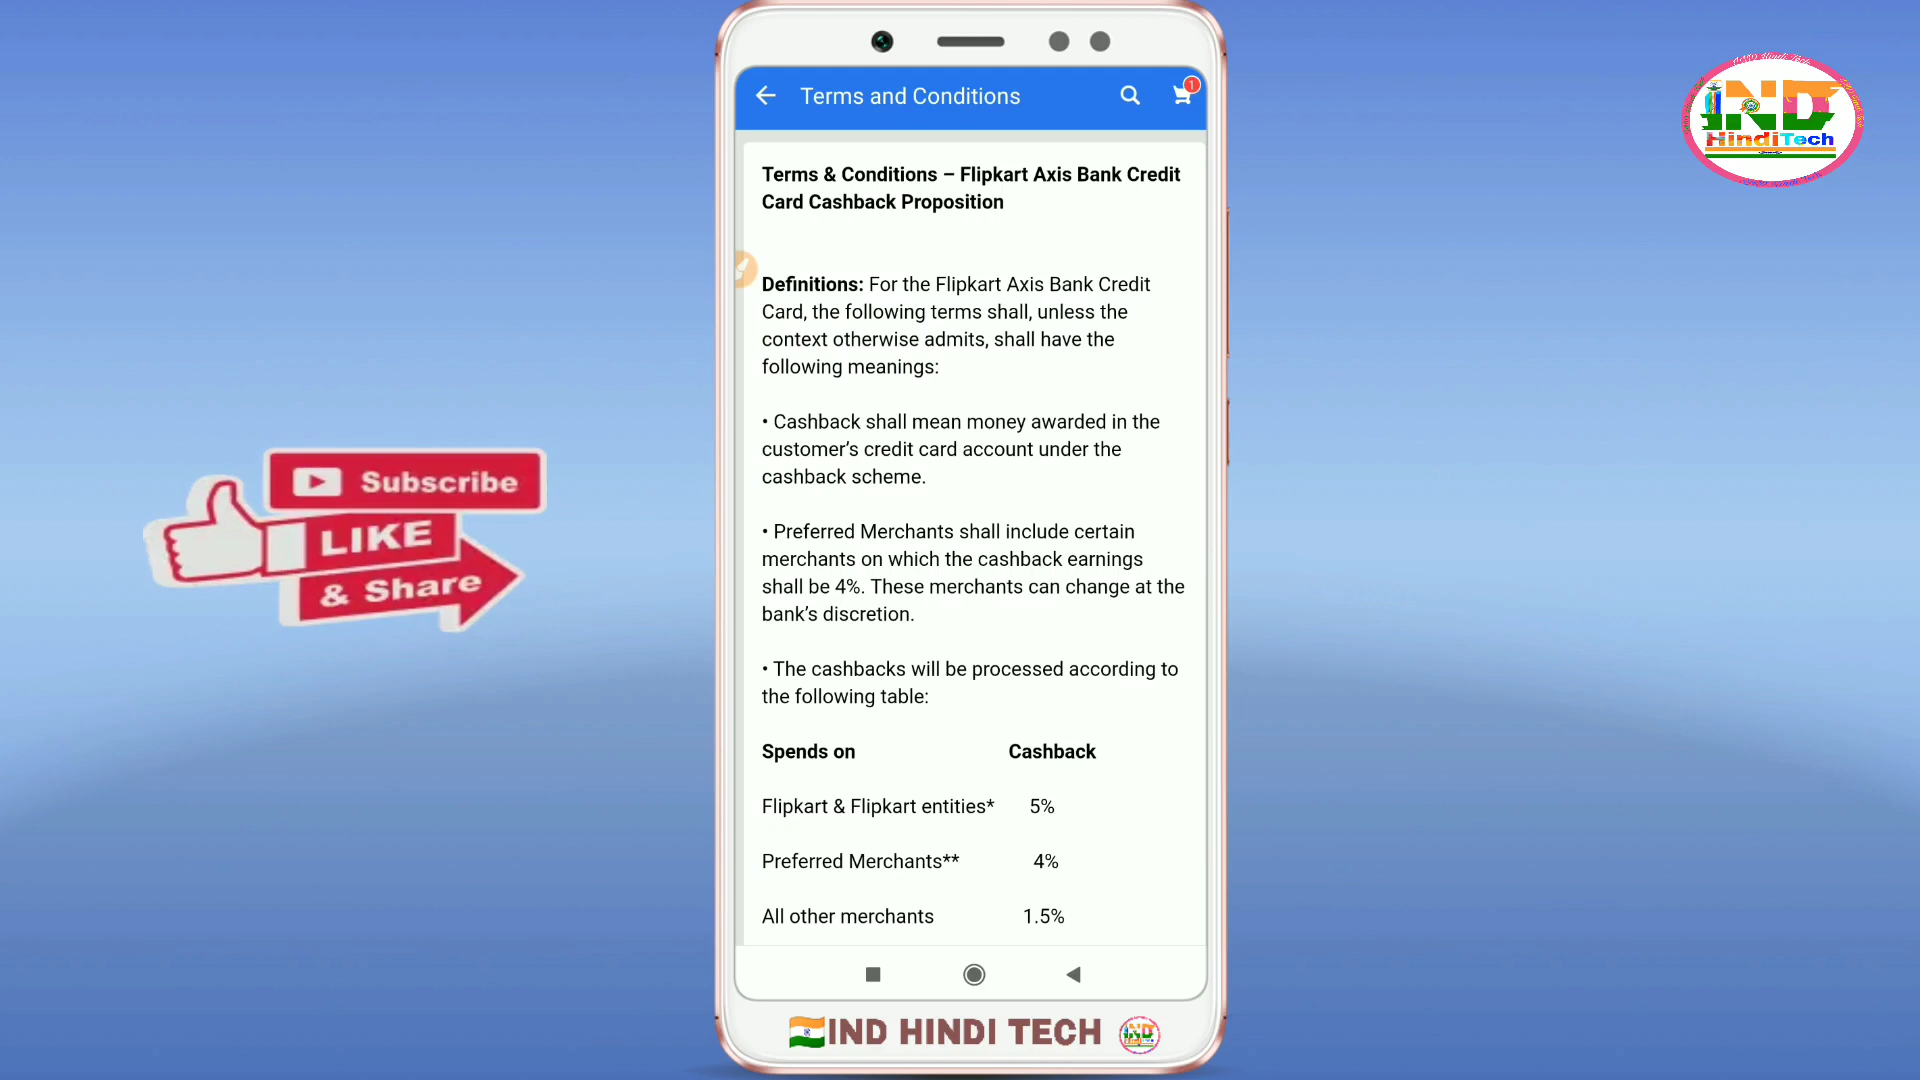 Terms and Conditions
1
Terms & Conditions – Flipkart Axis Bank Credit
Card Cashback Proposition
Definitions: For the Flipkart Axis Bank Credit
Card, the following terms shall, unless the
context otherwise admits, shall have the
following meanings:
• Cashback shall mean money awarded in the
customer’s credit card account under the
cashback scheme.
• Preferred Merchants shall include certain
merchants on which the cashback earnings
shall be 4%. These merchants can change at the
bank’s discretion.
• The cashbacks will be processed according to
the following table:
Spends on Cashback
Flipkart & Flipkart entities* 5%
Preferred Merchants** 4%
All other merchants 1.5%
IND HINDI TECH
Subscribe
LIKE
& Share
IND
HindiTech